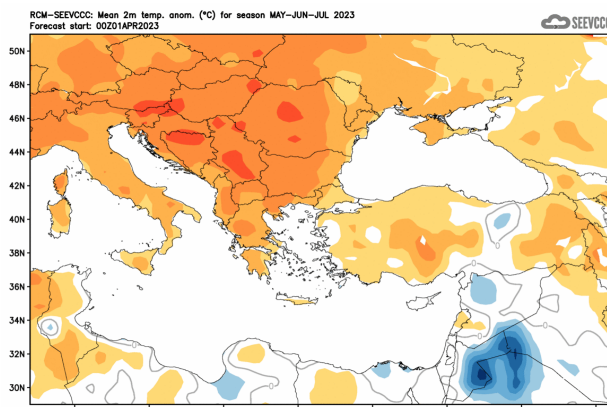 RCM-SEEVCCC: Mean 2m temp. anom. (°C) for season MAY-JUN-JUL 2023
Forecast start: 00Z01APR2023
SEEVCCC
50N
48N
46N
44N
42N
40N
38N
36N
34N
32N
30N